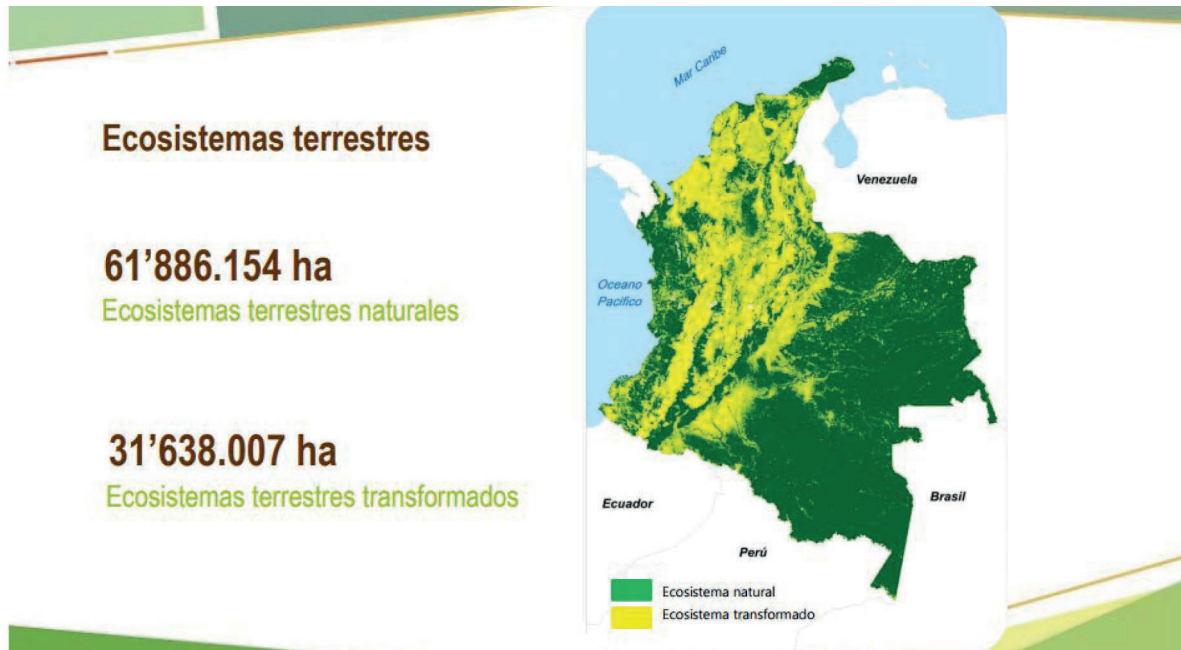 Ecosistemas terrestres
61’886.154 ha
Ecosistemas terrestres naturales
31’638.007 ha
Ecosistemas terrestres transformados
Mar Caribe
Venezuela
Oceano
Pacífico
Ecuador
Perú
Brasil
Ecosistema natural
Ecosistema transformado